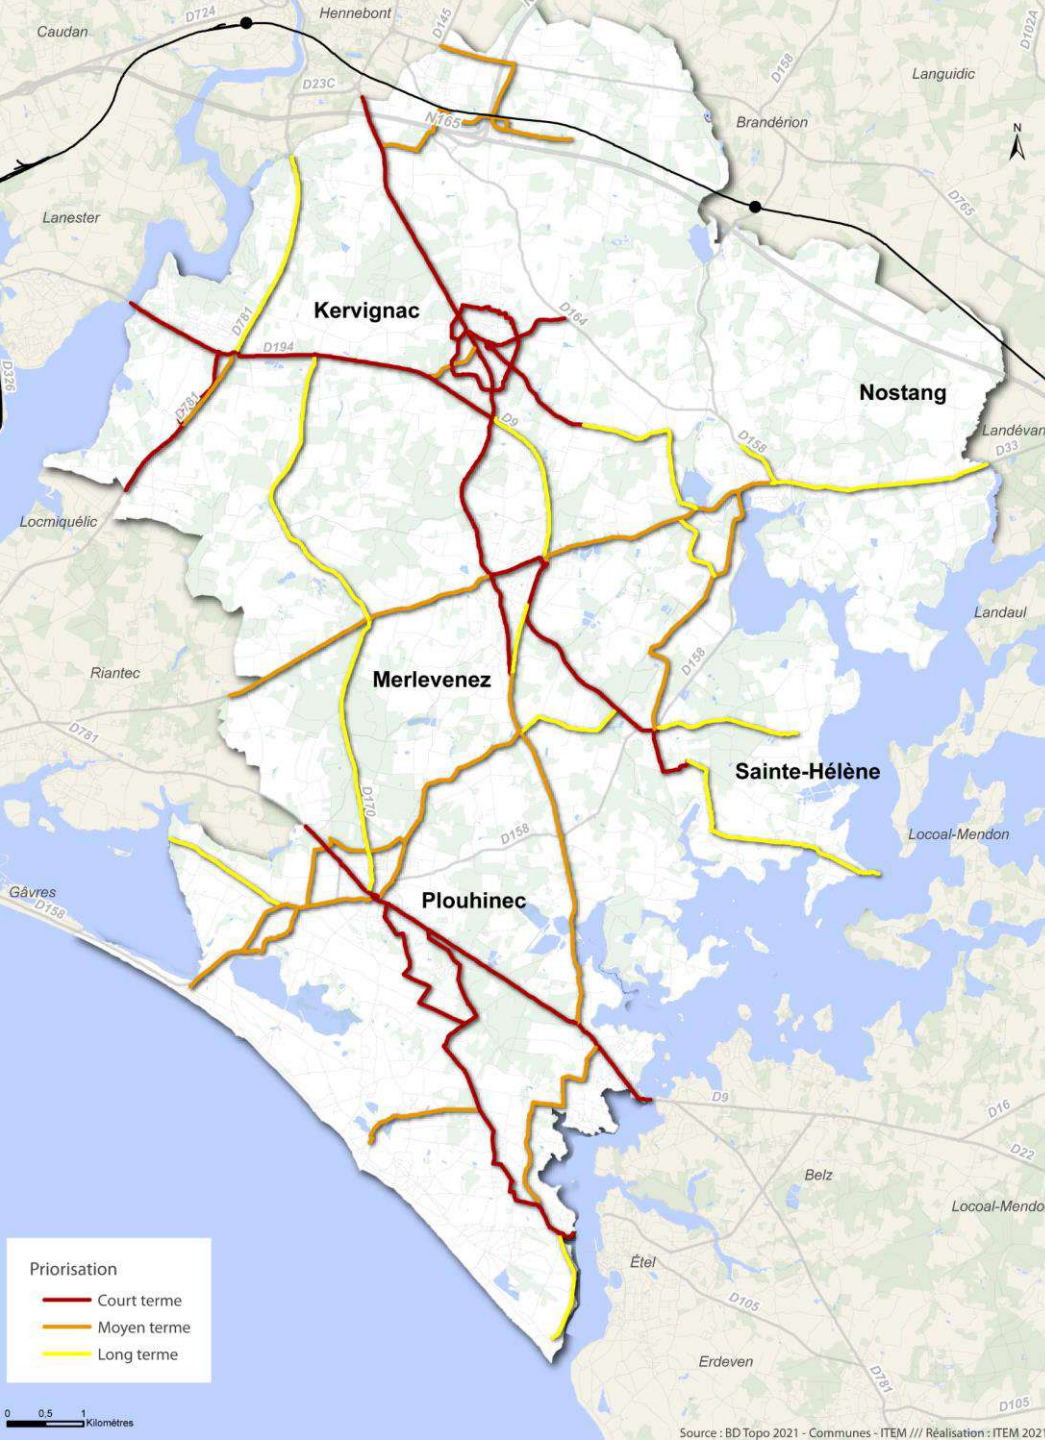 D724
Hennebont
Caudan
D145
N
D158
D102A
Languidic
D23C
N165
Brandérion
N
D765
Lanester
Kervignac
D164
D781
D194
D326
Nostang
D781
D9
D158
Landévan
D33
Locmiquélic
Landaul
Riantec
D158
Merlevenez
D781
Sainte-Hélène
D170
D158
Locoal-Mendon
Gâvres
D158
Plouhinec
D9
D16
D22
Belz
Locoal-Mendo
Étel
Priorisation
Court terme
Moyen terme
Long terme
D105
Erdeven
D781
D105
0 0,5 1
Kilomètres
Source : BD Topo 2021 - Communes - ITEM /// Réalisation : ITEM 2021